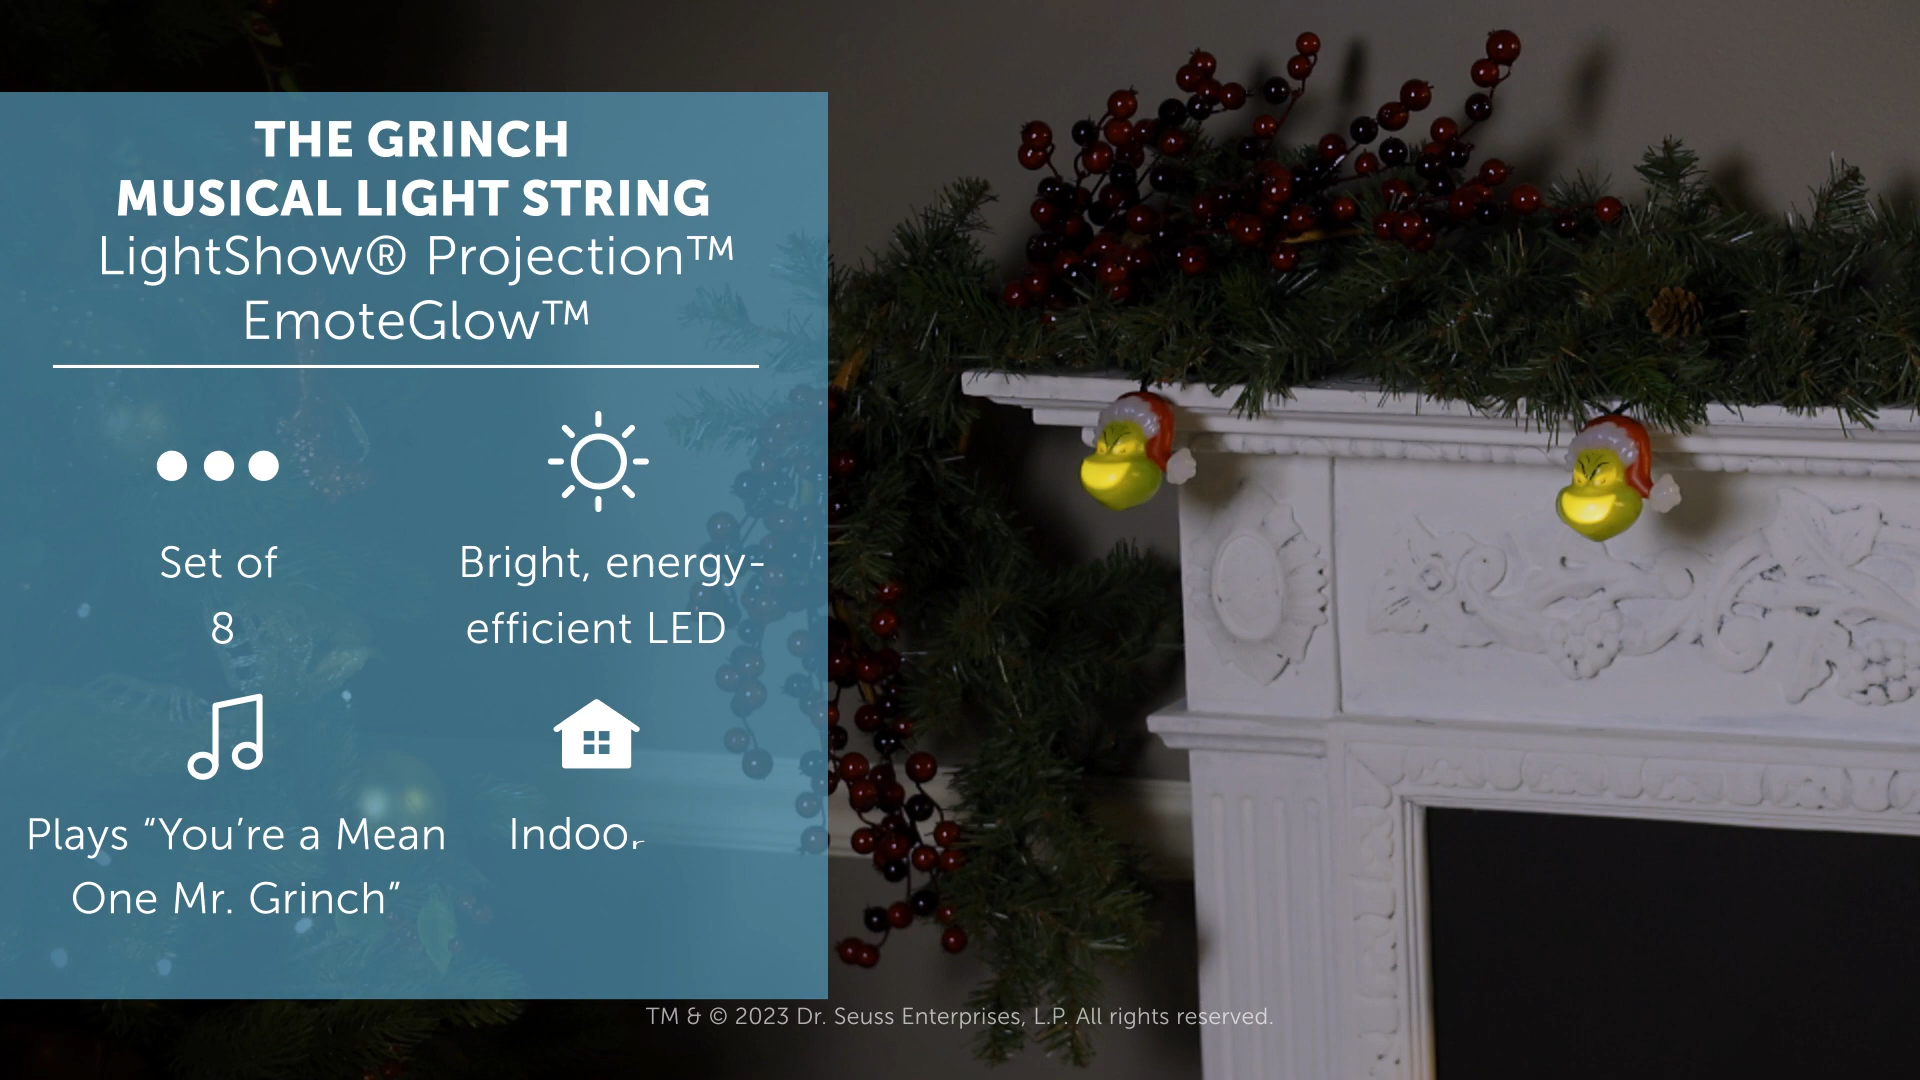 THE GRINCH
MUSICAL LIGHT STRING
LightShow® Projection™
EmoteGlow™
Set of
8
Bright, energy-
efficient LED
Plays “You’re a Mean
One Mr. Grinch”
Indoor
TM & © 2023 Dr. Seuss Enterprises, L.P. All rights reserved.